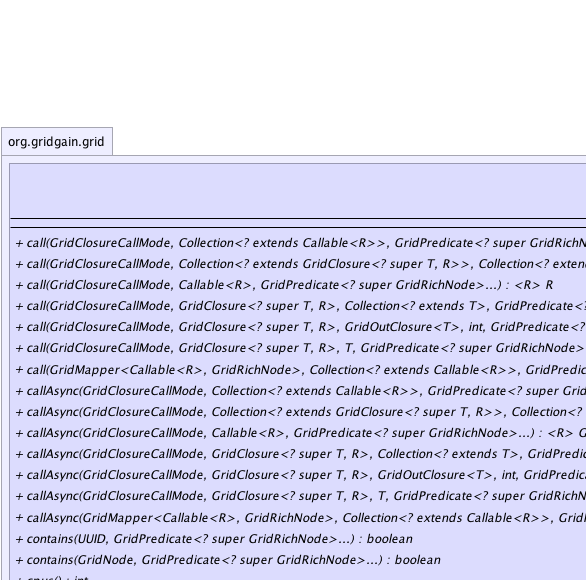 org.gridgain.grid
+ call(GridClosureCallMode, Collection<? extends Callable<R>>, GridPredicate<? super GridRichN
+ call(GridClosureCallMode, Collection<? extends GridClosure<? super T, R>>, Collection<? exten
+ call(GridClosureCallMode, Callable<R>, GridPredicate<? super GridRichNode>...) : <R> R
+ call(GridClosureCallMode, GridClosure<? super T, R>, Collection<? extends T>, GridPredicate<?
+ call(GridClosureCallMode, GridClosure<? super T, R>, GridOutClosure<T>, int, GridPredicate<?
+ call(GridClosureCallMode, GridClosure<? super T, R>, T, GridPredicate<? super GridRichNode>
+ call(GridMapper<Callable<R>, GridRichNode>, Collection<? extends Callable<R>>, GridPredic
+ callAsync(GridClosureCallMode, Collection<? extends Callable<R>>, GridPredicate<? super Grid
+ callAsync(GridClosureCallMode, Collection<? extends GridClosure<? super T, R>>, Collection<?
+ callAsync(GridClosureCallMode, Callable<R>, GridPredicate<? super GridRichNode>...) : <R> G
+ callAsync(GridClosureCallMode, GridClosure<? super T, R>, Collection<? extends T>, GridPredic
+ callAsync(GridClosureCallMode, GridClosure<? super T, R>, GridOutClosure<T>, int, GridPredica
+ callAsync(GridClosureCallMode, GridClosure<? super T, R>, T, GridPredicate<? super GridRichN
+ callAsync(GridMapper<Callable<R>, GridRichNode>, Collection<? extends Callable<R>>, Grid
+ contains(UUID, GridPredicate<? super GridRichNode>...) : boolean
+ contains(GridNode, GridPredicate<? super GridRichNode>...) : boolean
+ cpus() : int